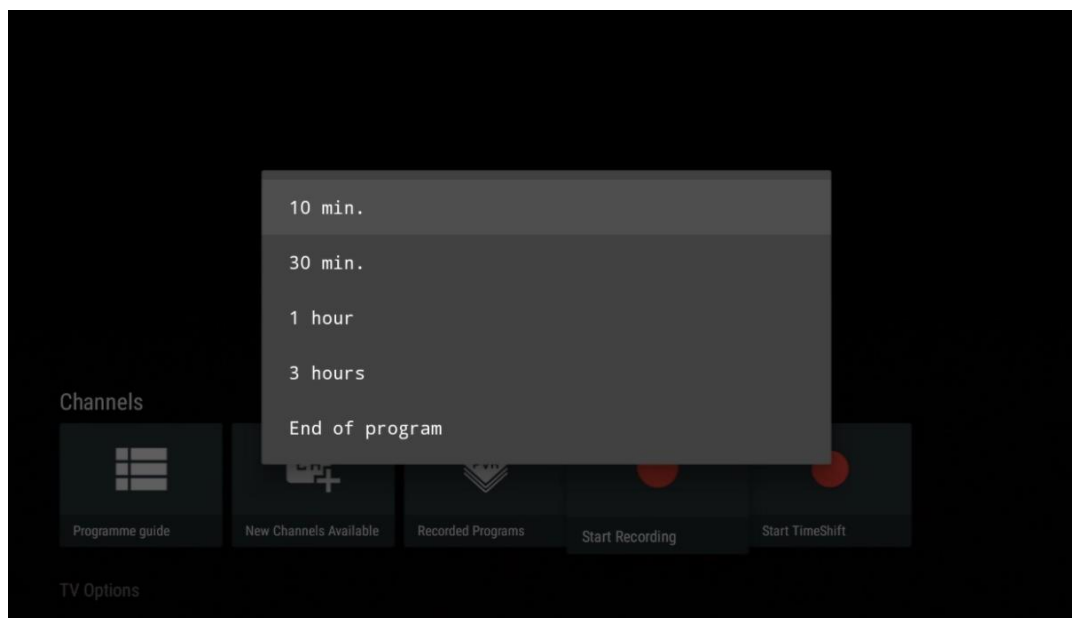 10 min.
30 min.
1 hour
3 hours
End of program
Channels
Programme guide
New Channels Available
Recorded Programs
Start Recording
Start TimeShift
TV Options